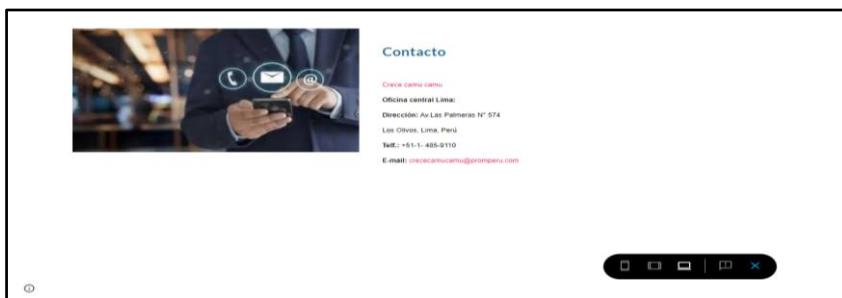 Contacto
Crece camu camu
Oficina central Lima:
Dirección: Av.Las Palmeras N° 574
Los Olivos, Lima, Perú
Telf.: +51-1- 485-9110
E-mail: crececamucamu@promperu.com